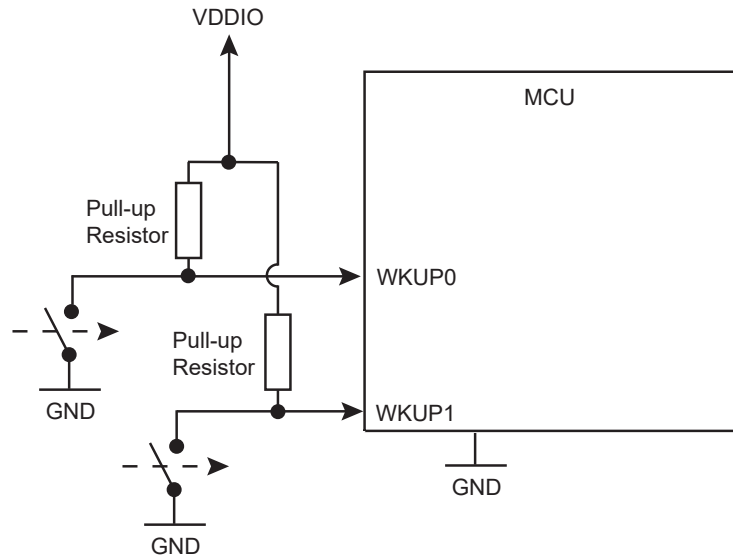 VDDIO
MCU
Pull-up
Resistor
WKUP0
Pull-up
Resistor
GND
WKUP1
GND
GND